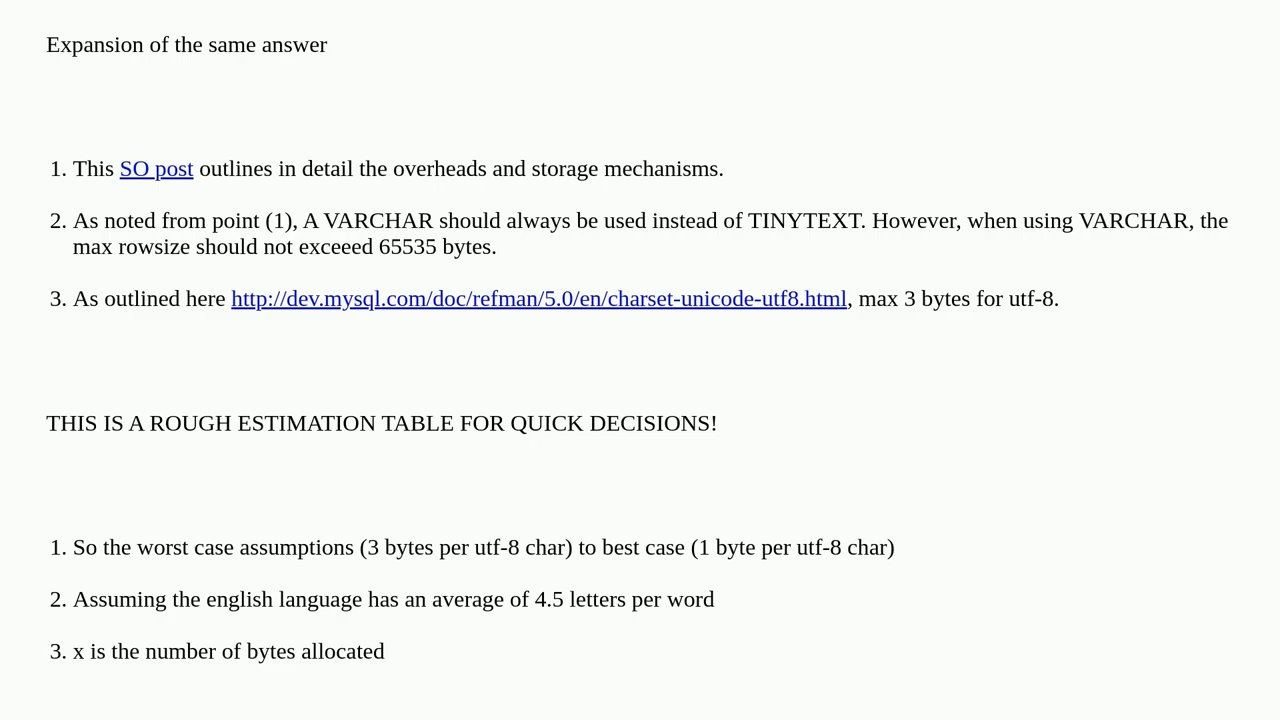 Expansion of the same answer
1. This SO post outlines in detail the overheads and storage mechanisms.
2. As noted from point (1), A VARCHAR should always be used instead of TINYTEXT. However, when using VARCHAR, the
max rowsize should not exceeed 65535 bytes.
3. As outlined here http://dev.mysql.com/doc/refman/5.0/en/charset-unicode-utf8.html, max 3 bytes for utf-8.
THIS IS A ROUGH ESTIMATION TABLE FOR QUICK DECISIONS!
1. So the worst case assumptions (3 bytes per utf-8 char) to best case (1 byte per utf-8 char)
2. Assuming the english language has an average of 4.5 letters per word
3. x is the number of bytes allocated